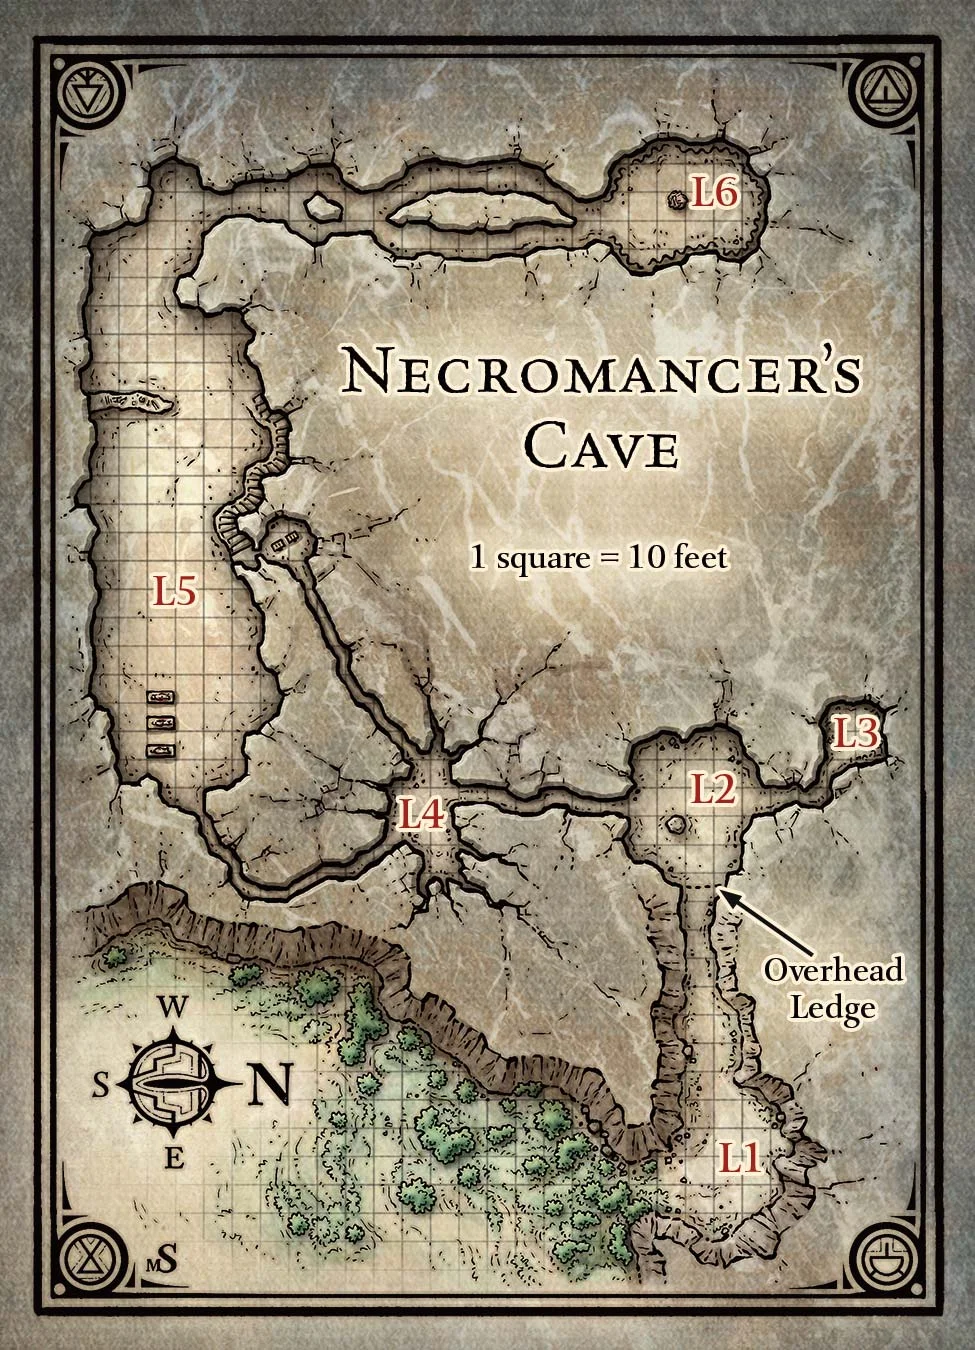 L6
NECROMANCER'S
CAVE
1 square = 10 feet
L5
L3
L2
L4
Overhead
Ledge
W
S N
E
L1
MS